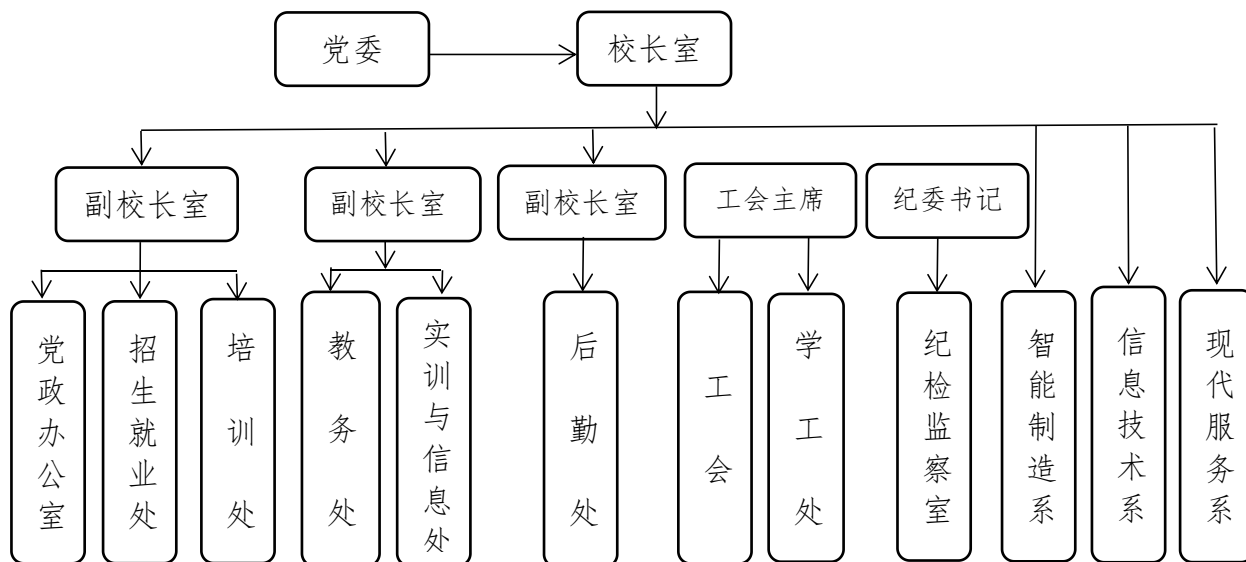 党委
校长室
副校长室
副校长室
副校长室
工会主席
纪委书记
党政办公室
招生就业处
培训处
教务处
实训与信息处
后勤处
工会
学工处
纪检监察室
智能制造系
信息技术系
现代服务系